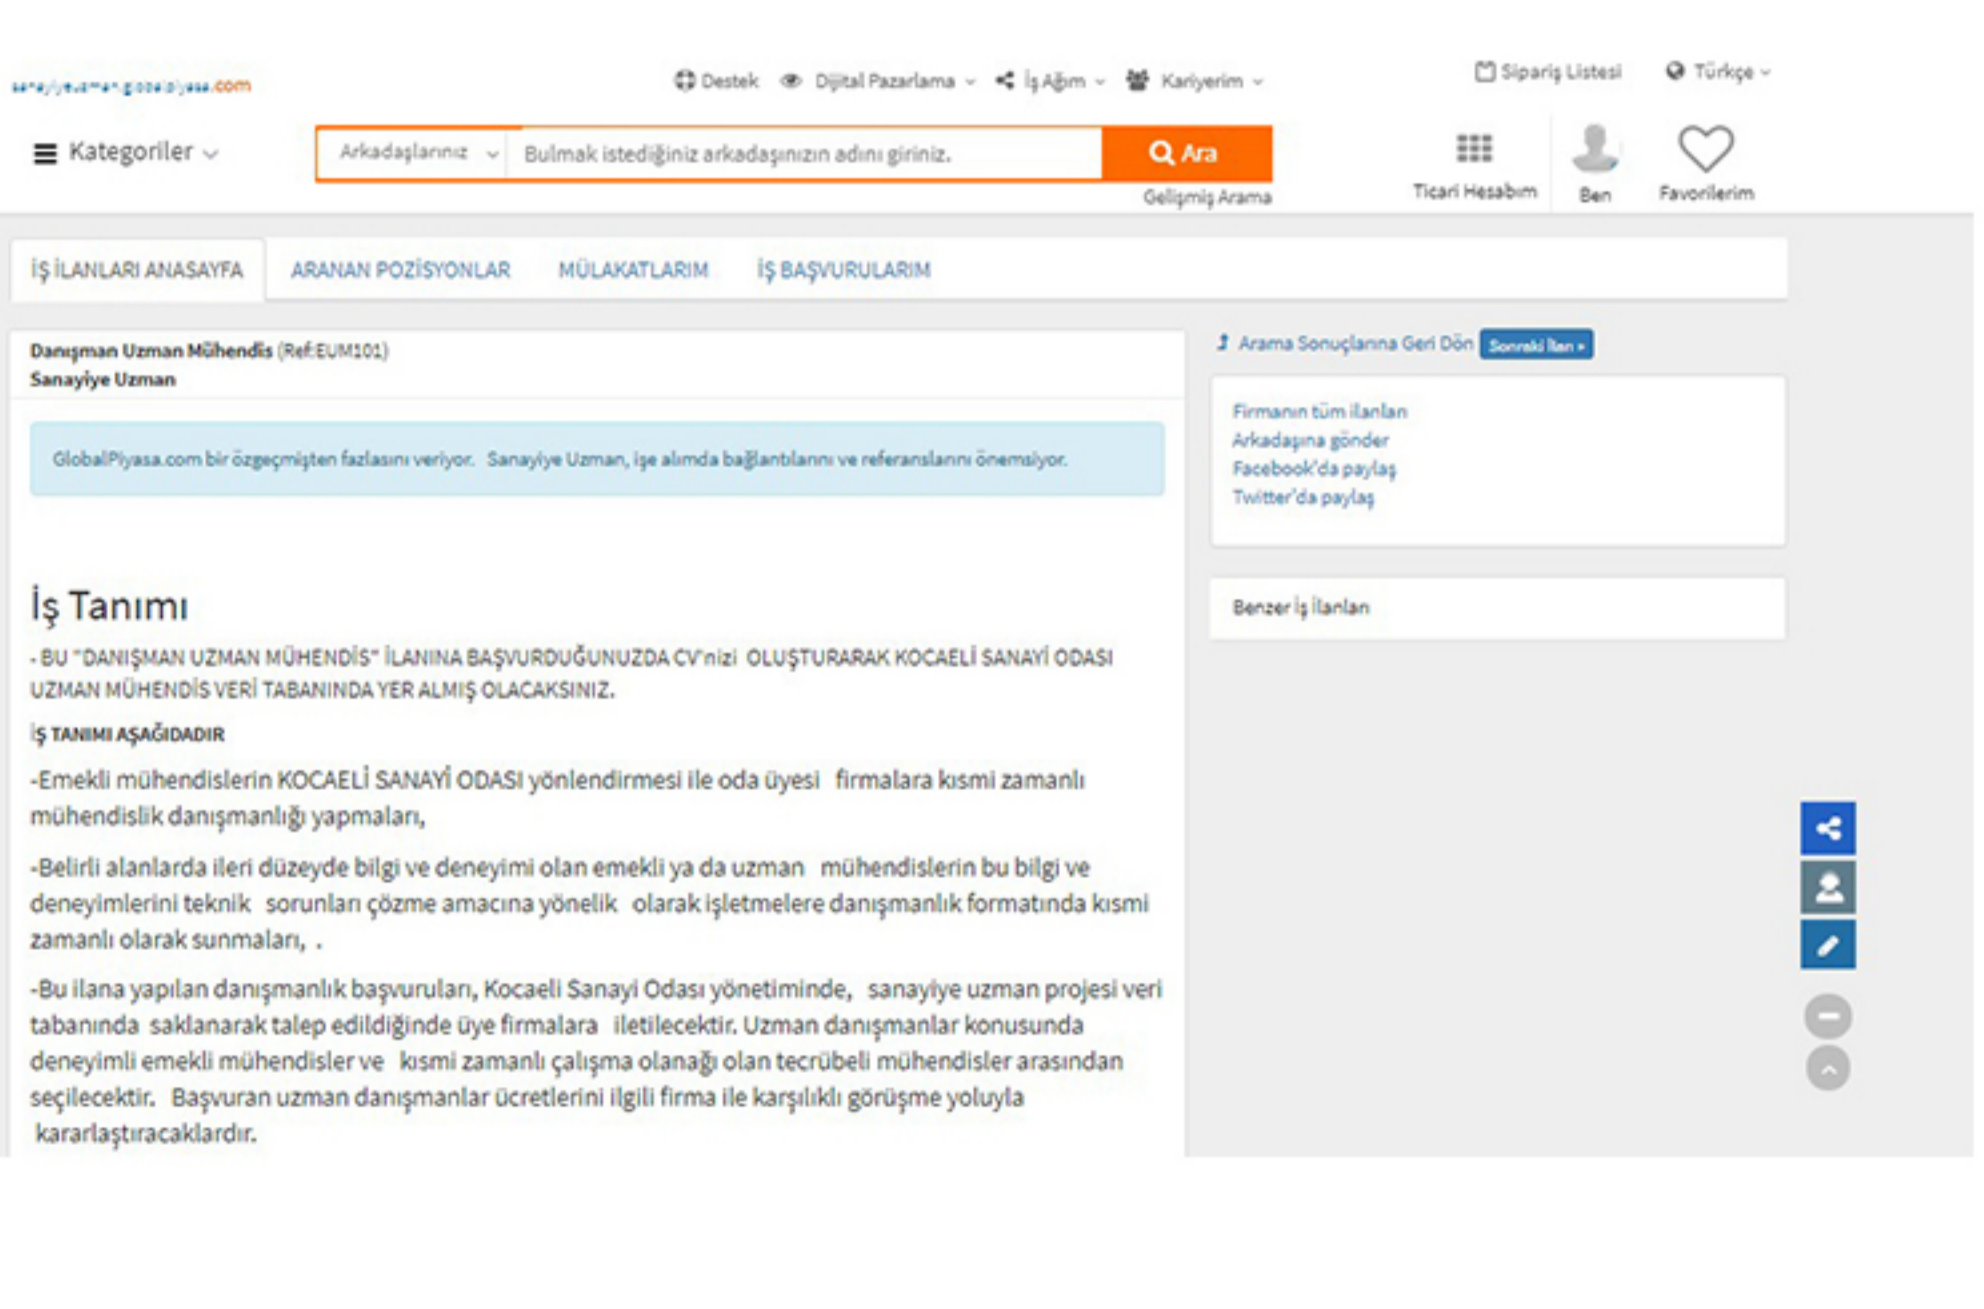 sanayiyeuzman.globalpiyasa.com
Destek Dijital Pazarlama İş Ağım Kariyerim
Sipariş Listesi Türkçe
Kategoriler
Arkadaşlarınız Bulmak istediğiniz arkadaşınızın adını giriniz. Ara
Gelişmiş Arama
Ticari Hesabım Ben Favorilerim
İŞ İLANLARI ANASAYFA ARANAN POZİSYONLAR MÜLAKATLARIM İŞ BAŞVURULARIM
Danışman Uzman Mühendis (Ref:EUM101)
Sanayiye Uzman
GlobalPiyasa.com bir özgeçmişten fazlasını veriyor. Sanayiye Uzman, işe alımda bağlantılarını ve referanslarını önemsiyor.
İş Tanımı
- BU "DANIŞMAN UZMAN MÜHENDİS" İLANINA BAŞVURDUĞUNUZDA CV'nizi OLUŞTURARAK KOCAELİ SANAYİ ODASI
UZMAN MÜHENDİS VERİ TABANINDA YER ALMIŞ OLACAKSINIZ.
İŞ TANIMI AŞAĞIDADIR
-Emekli mühendislerin KOCAELİ SANAYİ ODASI yönlendirmesi ile oda üyesi firmalara kısmi zamanlı
mühendislik danışmanlığı yapmaları,
-Belirli alanlarda ileri düzeyde bilgi ve deneyimi olan emekli ya da uzman mühendislerin bu bilgi ve
deneyimlerini teknik sorunları çözme amacına yönelik olarak işletmelere danışmanlık formatında kısmi
zamanlı olarak sunmaları, .
-Bu ilana yapılan danışmanlık başvuruları, Kocaeli Sanayi Odası yönetiminde, sanayiye uzman projesi veri
tabanında saklanarak talep edildiğinde üye firmalara iletilecektir. Uzman danışmanlar konusunda
deneyimli emekli mühendisler ve kısmi zamanlı çalışma olanağı olan tecrübeli mühendisler arasından
seçilecektir. Başvuran uzman danışmanlar ücretlerini ilgili firma ile karşılıklı görüşme yoluyla
kararlaştıracaklardır.
Arama Sonuçlarına Geri Dön Sonraki İlan »
Firmanın tüm ilanları
Arkadaşına gönder
Facebook'da paylaş
Twitter'da paylaş
Benzer İş İlanları